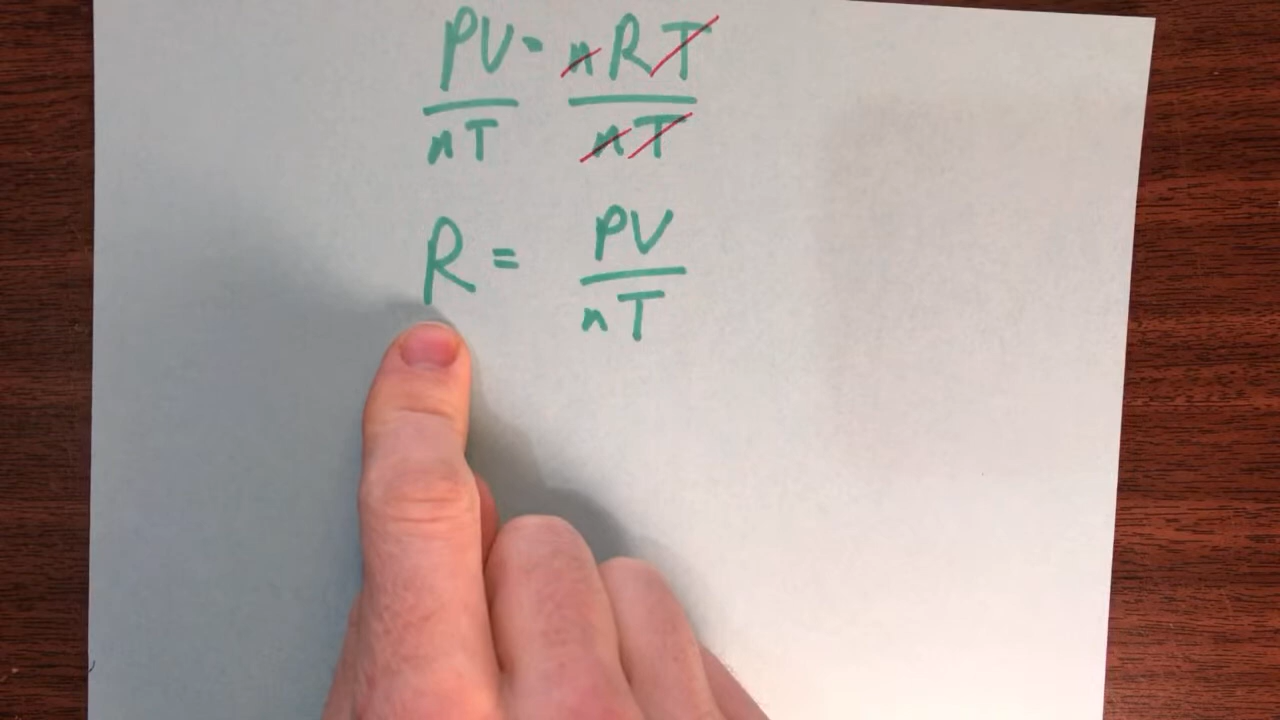 PV = nRT
nT nT
R = PV
nT